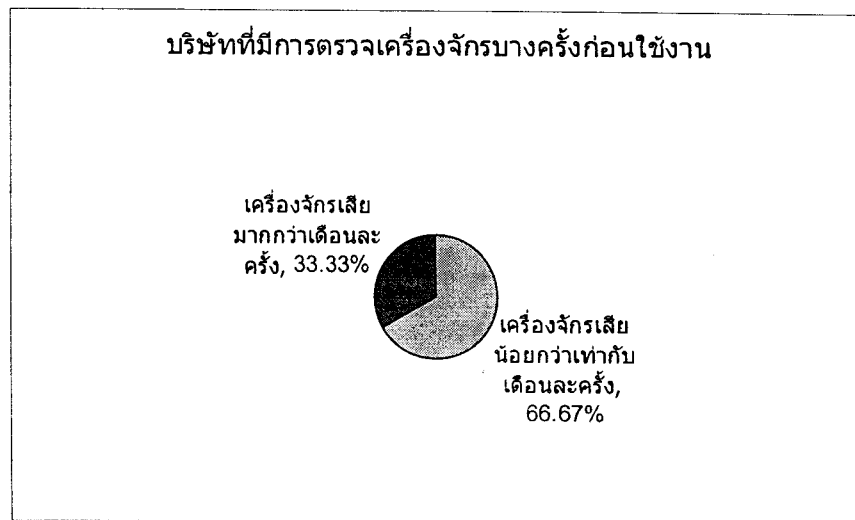 บริษัทที่มีการตรวจเครื่องจักรบางครั้งก่อนใช้งาน
เครื่องจักรเสีย
มากกว่าเดือนละ
ครั้ง, 33.33%
เครื่องจักรเสีย
น้อยกว่าเท่ากับ
เดือนละครั้ง,
66.67%